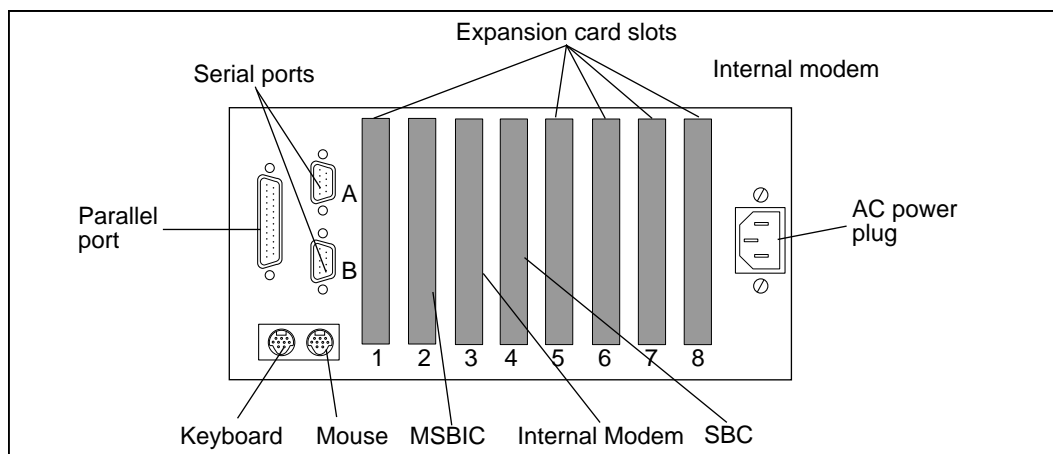 Expansion card slots
Serial ports
Internal modem
A
Parallel
port
AC power
plug
B
1 2 3 4 5 6 7 8
Keyboard Mouse MSBIC Internal Modem SBC